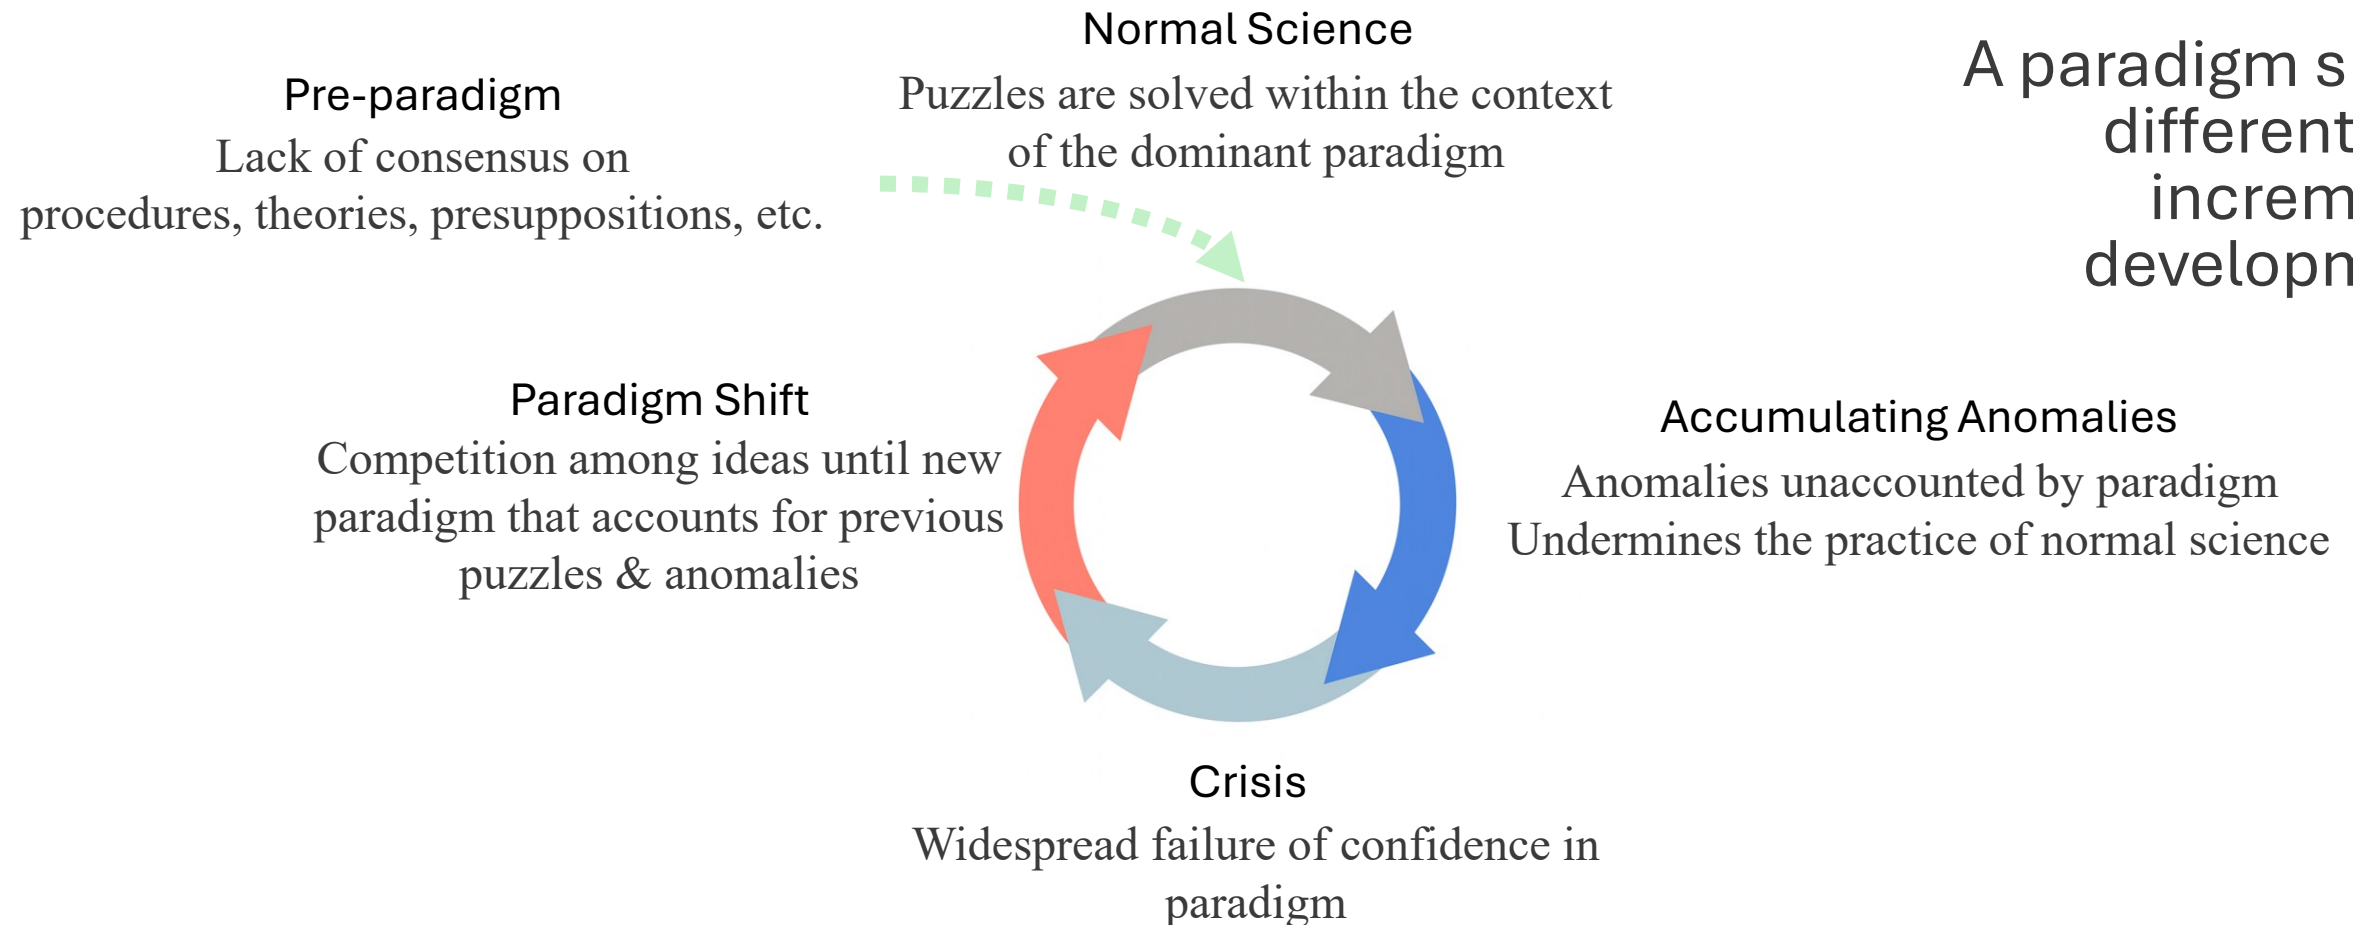 Normal Science
Puzzles are solved within the context
of the dominant paradigm
Pre-paradigm
Lack of consensus on
procedures, theories, presuppositions, etc.
A paradigm
different
Paradigm Shift
Competition among ideas until new
paradigm that accounts for previous
puzzles & anomalies
Accumulating Anomalies
Anomalies unaccounted by paradigm
Undermines the practice of normal science
Crisis
Widespread failure of confidence in
paradigm